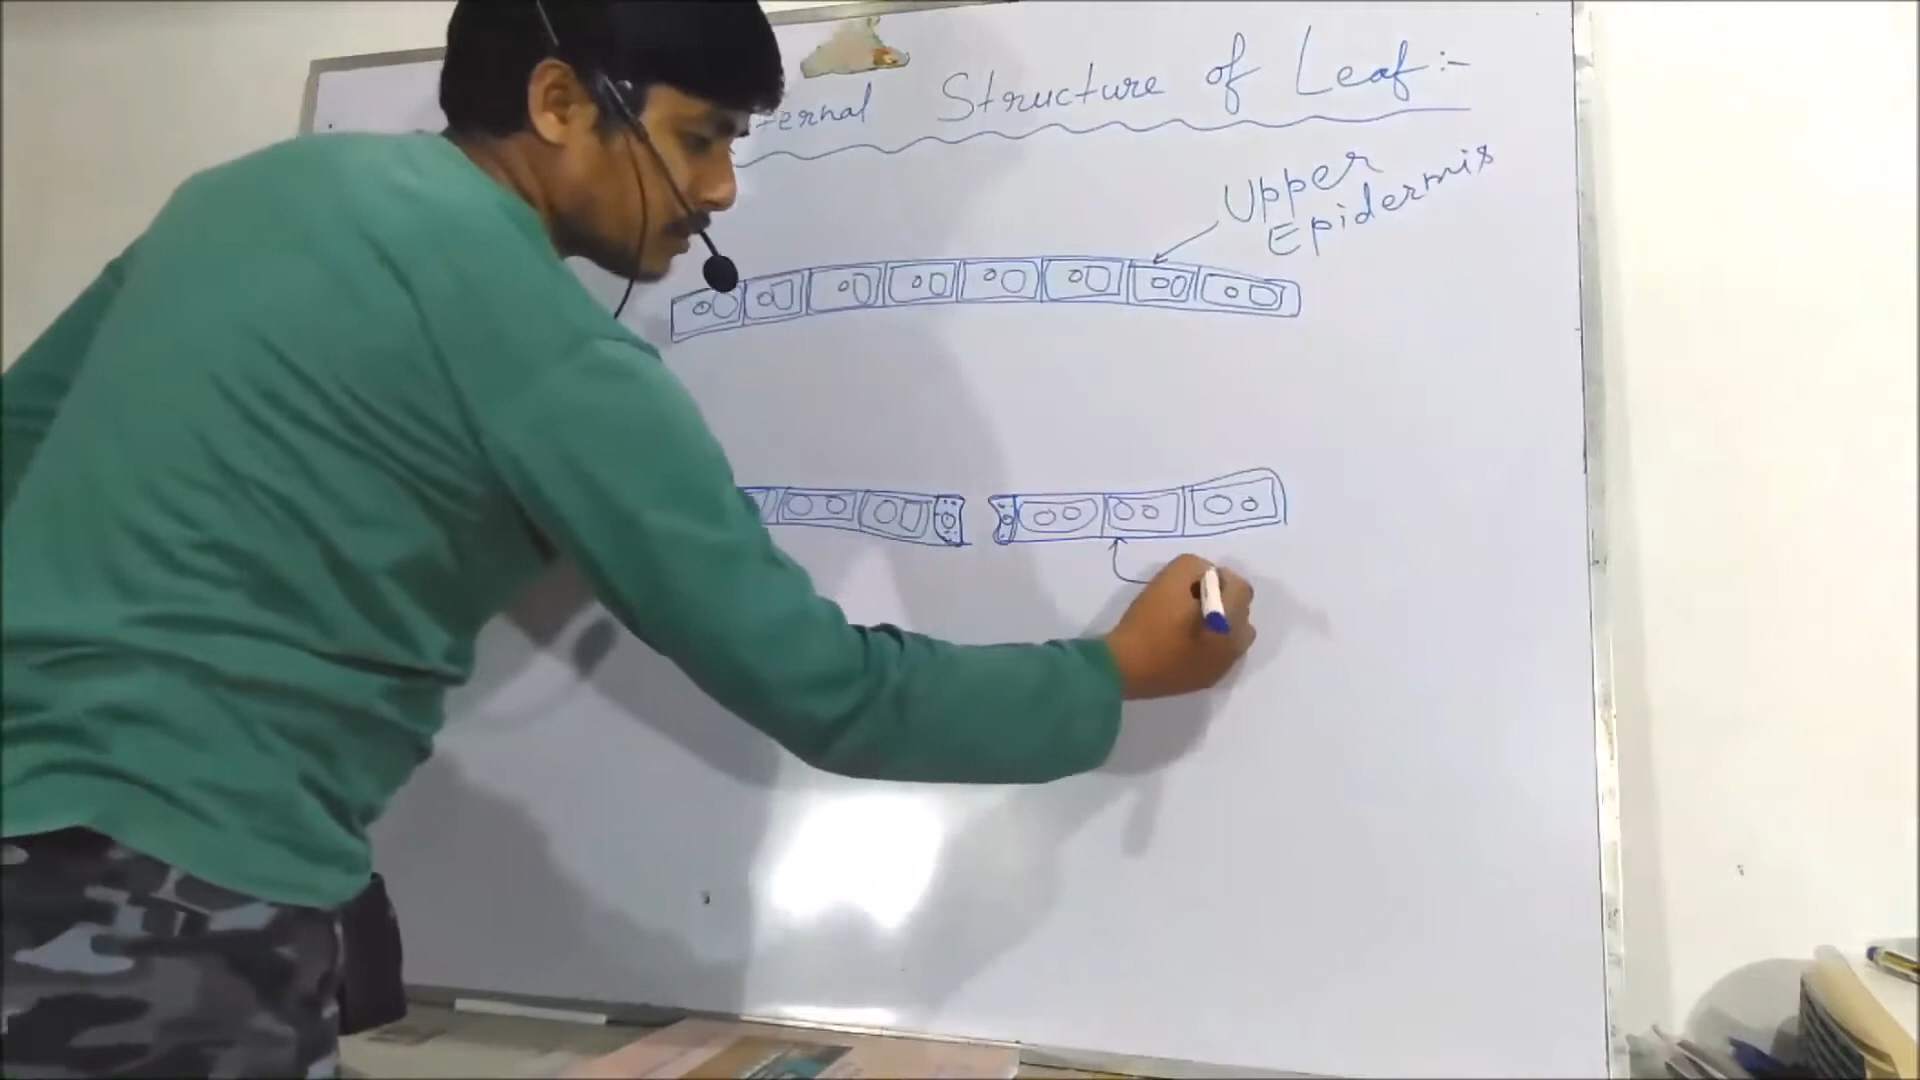 ternal Structure of Leaf :-
Upper
Epidermis